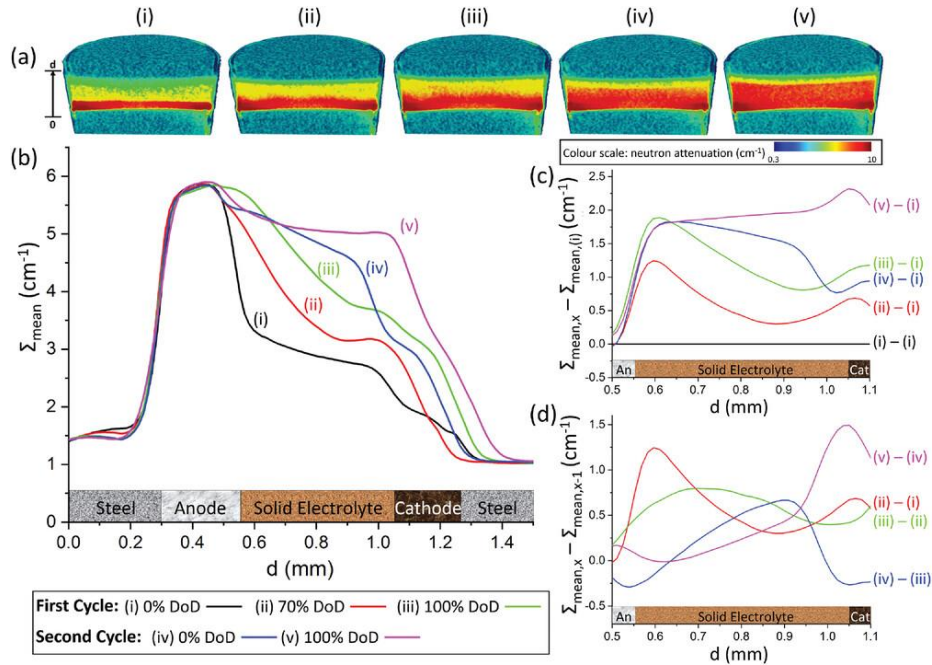 (i) (ii) (iii) (iv) (v)
(a)
d
0
Colour scale: neutron attenuation (cm⁻¹)
0.3 10
(b)
Σmean (cm⁻¹)
6
5
4
3
2
1
0
(i)
(ii)
(iii)
(iv)
(v)
Steel Anode Solid Electrolyte Cathode Steel
0.0 0.2 0.4 0.6 0.8 1.0 1.2 1.4
d (mm)
First Cycle: (i) 0% DoD (ii) 70% DoD (iii) 100% DoD
Second Cycle: (iv) 0% DoD (v) 100% DoD
(c)
Σmean,x − Σmean,(i) (cm⁻¹)
2.5
2.0
1.5
1.0
0.5
0.0
-0.5
(v) − (i)
(iii) − (i)
(iv) − (i)
(ii) − (i)
(i) − (i)
An Solid Electrolyte Cat
0.5 0.6 0.7 0.8 0.9 1.0 1.1
d (mm)
(d)
Σmean,x − Σmean,x-1 (cm⁻¹)
1.5
1.0
0.5
0.0
-0.5
(v) − (iv)
(ii) − (i)
(iii) − (ii)
(iv) − (iii)
An Solid Electrolyte Cat
0.5 0.6 0.7 0.8 0.9 1.0 1.1
d (mm)